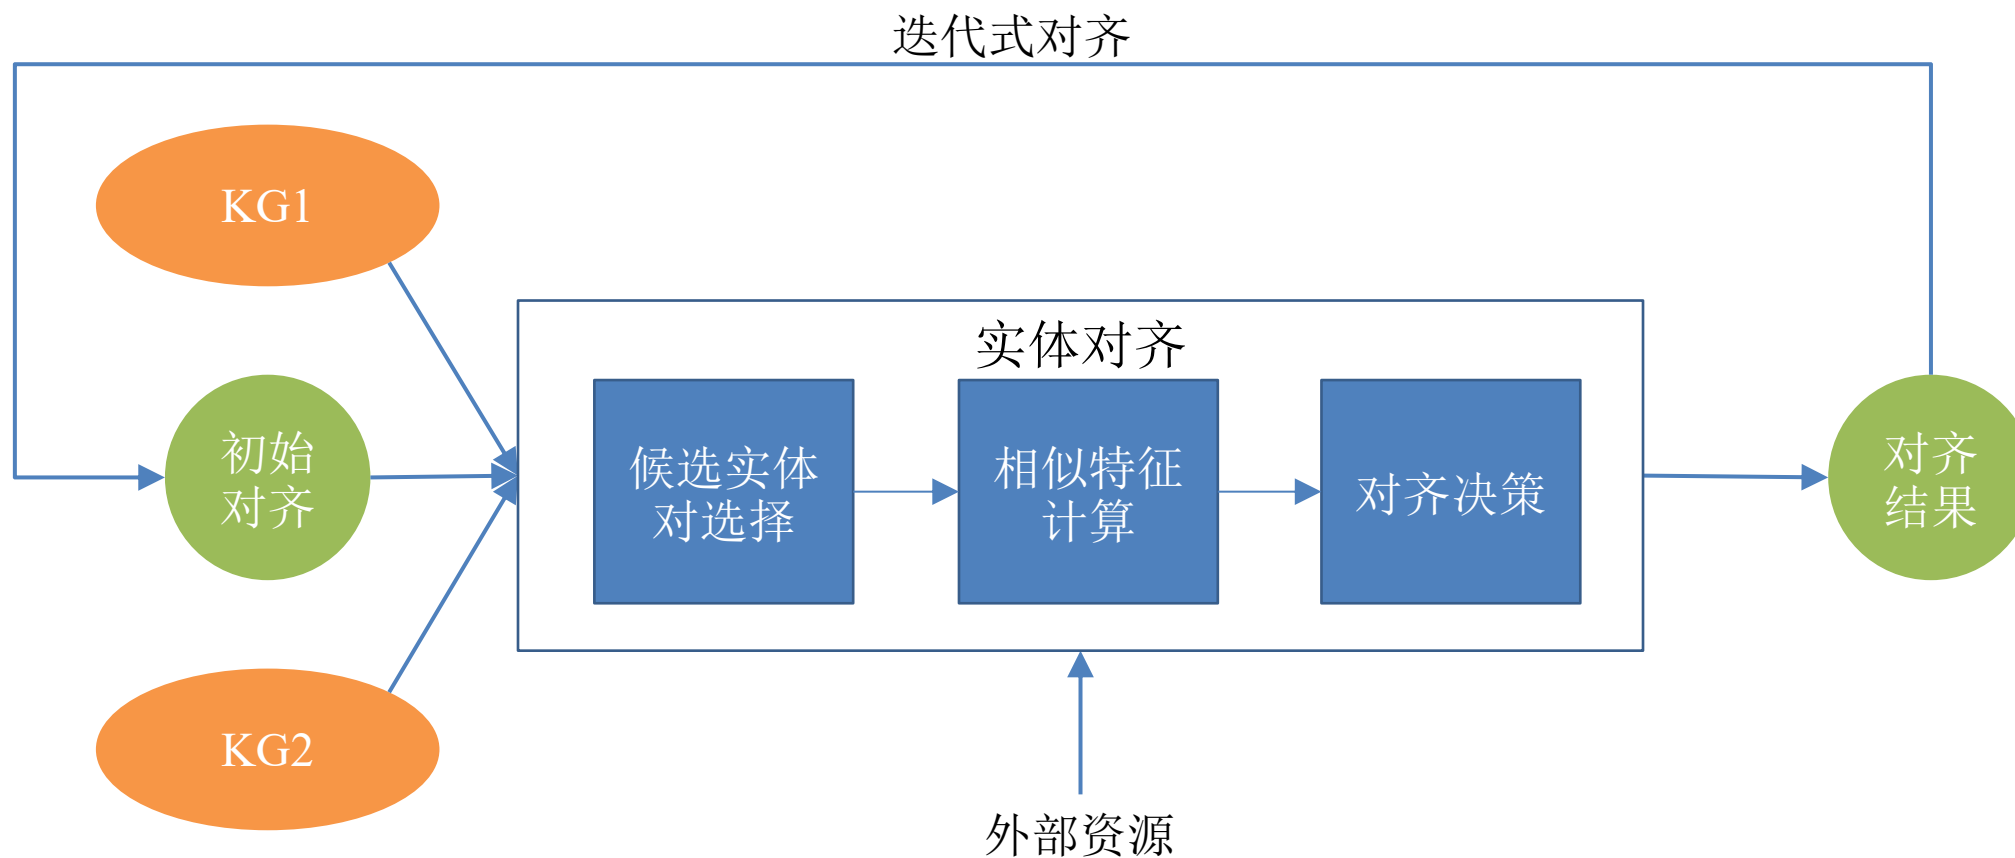 迭代式对齐
KG1
实体对齐
初始
对齐
候选实体
对选择
相似特征
计算
对齐决策
对齐
结果
KG2
外部资源